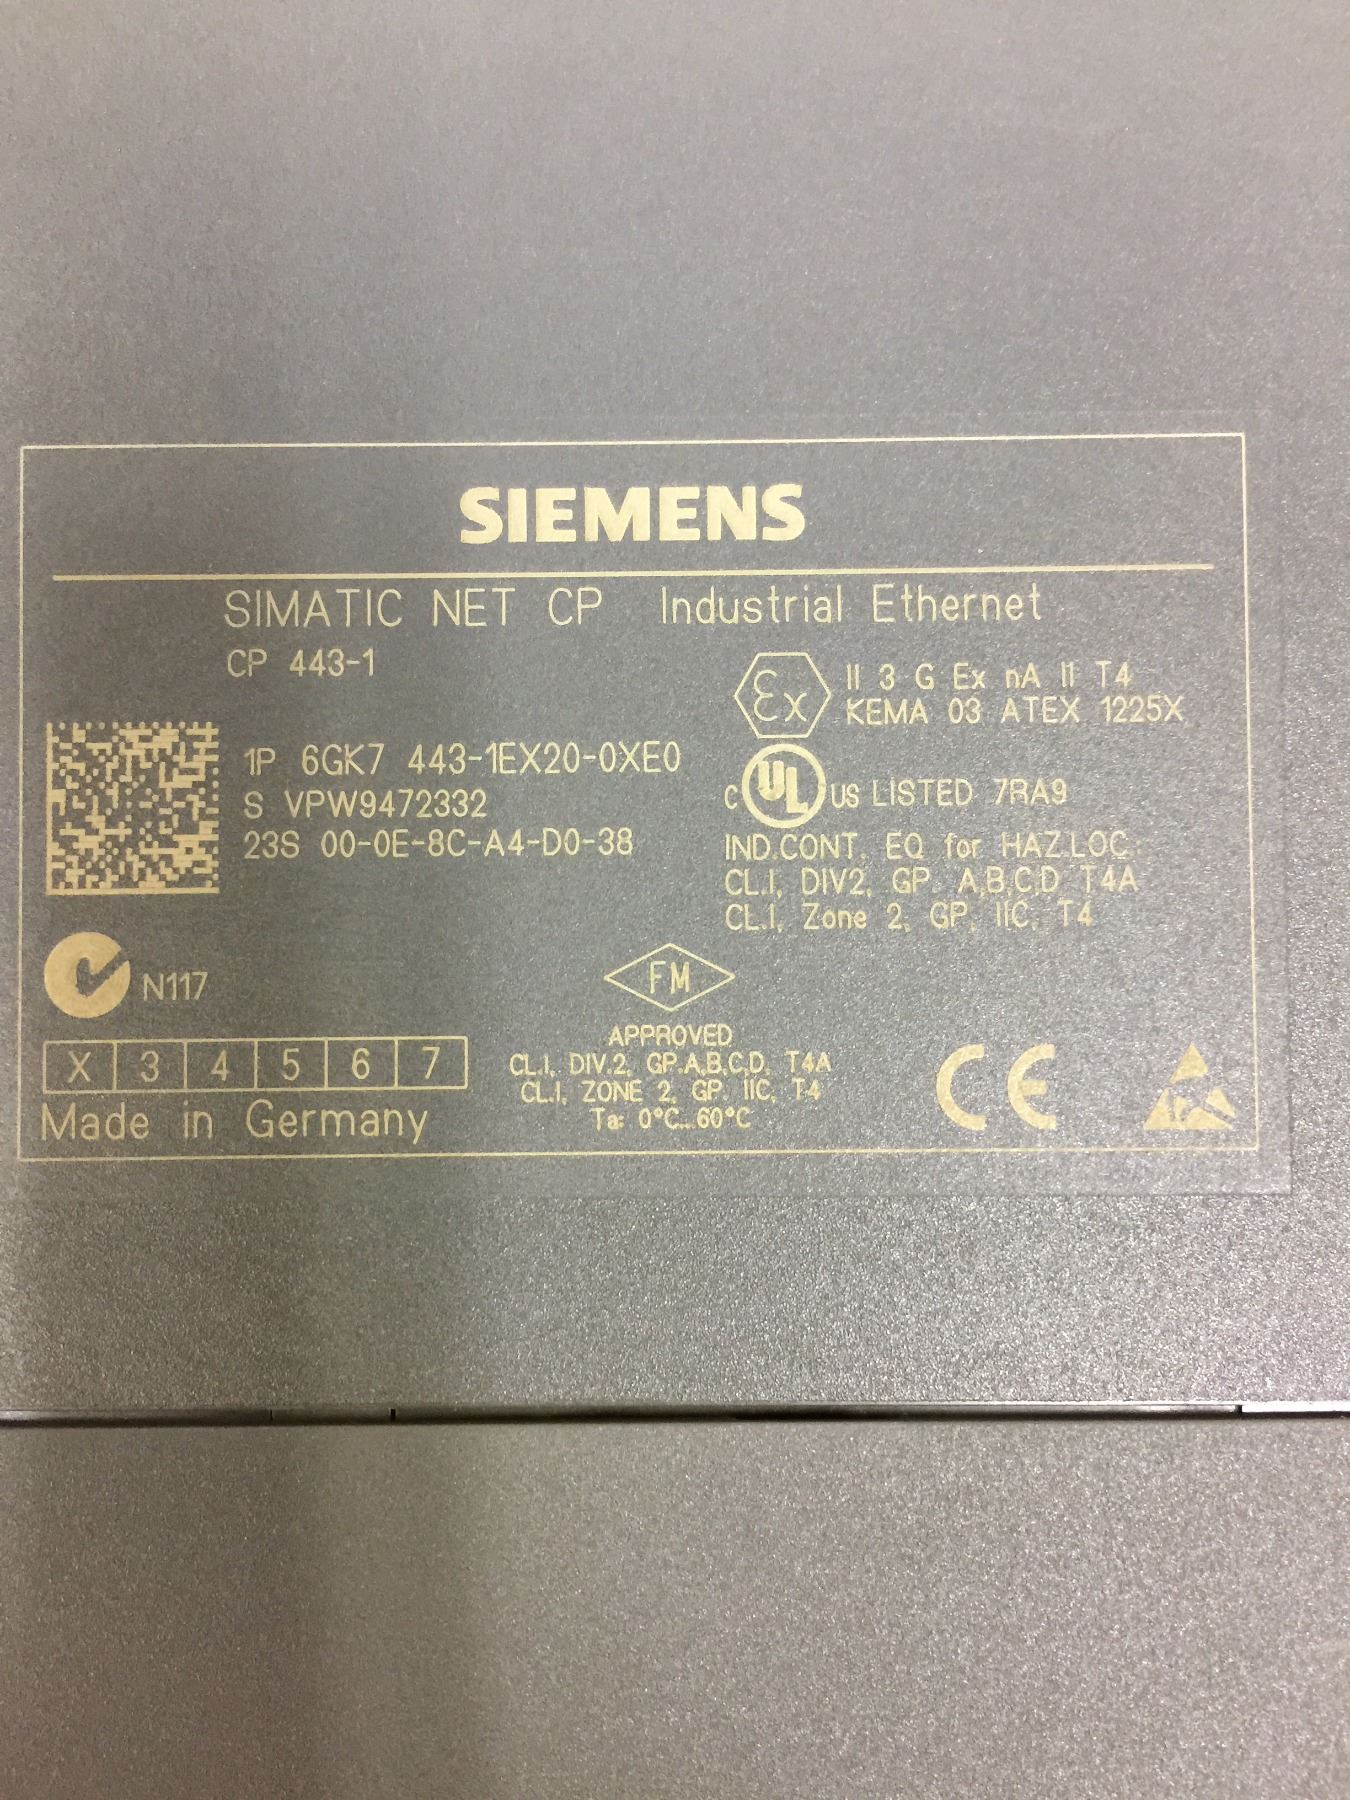 SIEMENS
SIMATIC NET CP Industrial Ethernet
CP 443-1
Ex II 3 G Ex nA II T4
KEMA 03 ATEX 1225X
1P 6GK7 443-1EX20-0XE0
S VPW9472332
23S 00-0E-8C-A4-D0-38
C UL US LISTED 7RA9
IND.CONT. EQ for HAZ.LOC.:
CL.I, DIV2, GP. A,B,C,D T4A
CL.I, Zone 2, GP. IIC, T4
N117
FM
APPROVED
CL.I, DIV.2, GP.A,B,C,D, T4A
CL.I, ZONE 2, GP. IIC, T4
Ta: 0°C...60°C
X 3 4 5 6 7
Made in Germany
CE